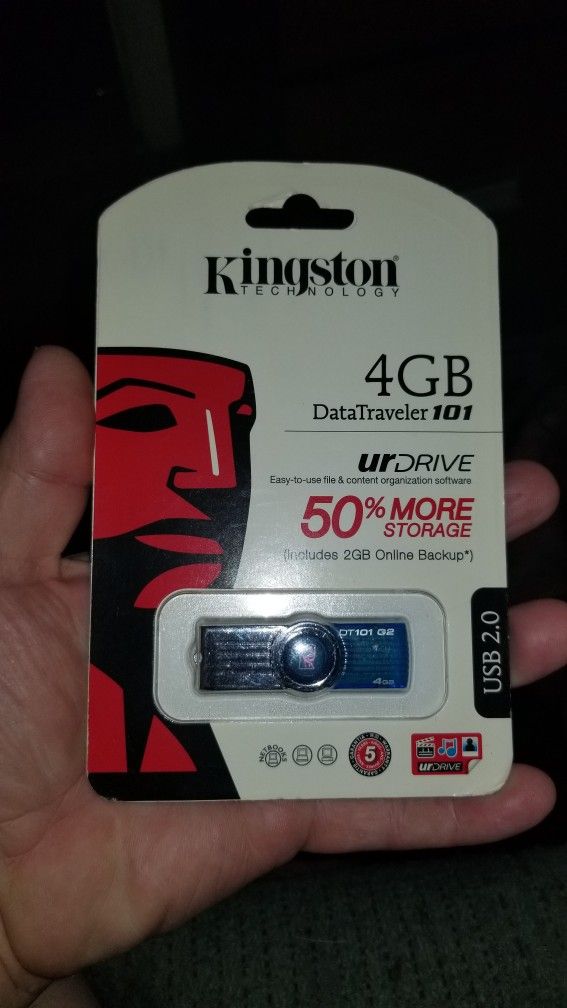 Kingston®
TECHNOLOGY
4GB
DataTraveler 101
urDRIVE
Easy-to-use file & content organization software
50% MORE
STORAGE
(includes 2GB Online Backup*)
DT101 G2
4GB
USB 2.0
NETBOOKS
5
urDRIVE